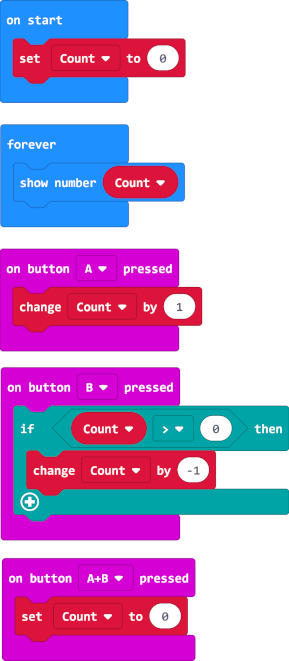 on start
set Count to 0
forever
show number Count
on button A pressed
change Count by 1
on button B pressed
if Count > 0 then
change Count by -1
on button A+B pressed
set Count to 0